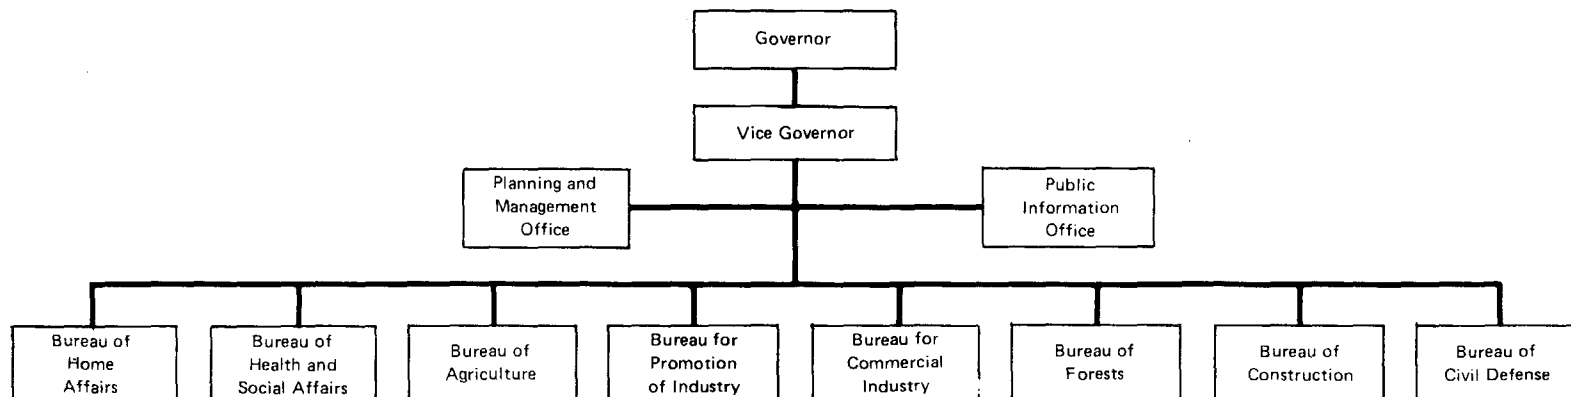 Governor
Vice Governor
Planning and
Management
Office
Public
Information
Office
Bureau of
Home
Affairs
Bureau of
Health and
Social Affairs
Bureau of
Agriculture
Bureau for
Promotion
of Industry
Bureau for
Commercial
Industry
Bureau of
Forests
Bureau of
Construction
Bureau of
Civil Defense